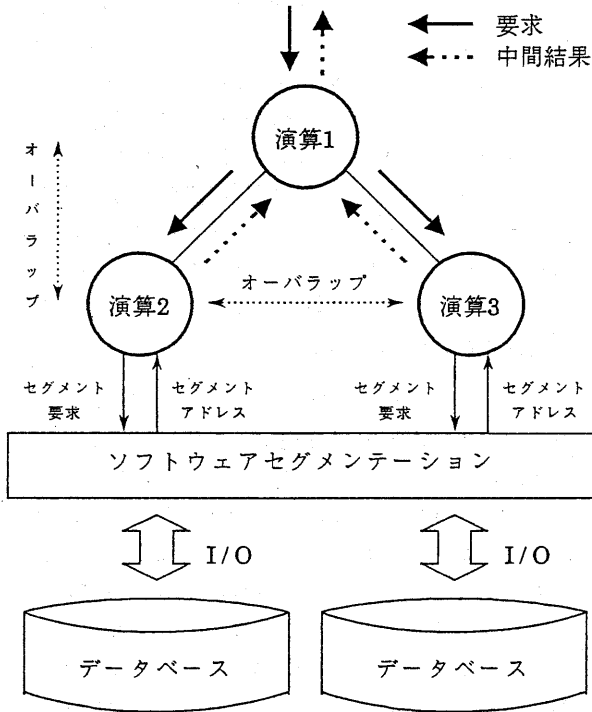 要求
中間結果
演算1
オーバラップ
演算2
オーバラップ
演算3
セグメント
要求
セグメント
アドレス
セグメント
要求
セグメント
アドレス
ソフトウェアセグメンテーション
I/O
I/O
データベース
データベース